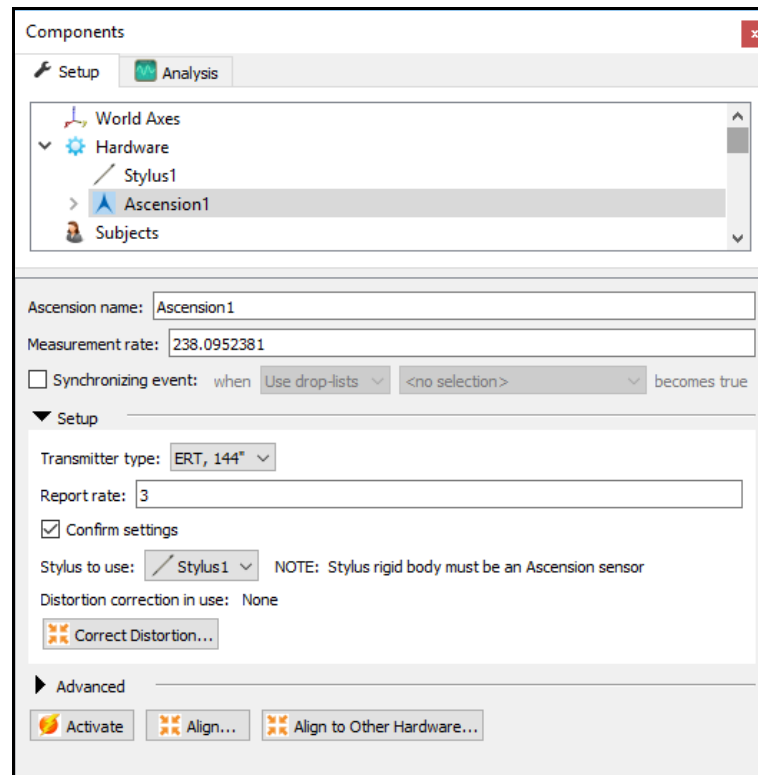 Components
x
Setup Analysis
World Axes
Hardware
Stylus1
Ascension1
Subjects
Ascension name: Ascension1
Measurement rate: 238.0952381
Synchronizing event: when Use drop-lists <no selection> becomes true
Setup
Transmitter type: ERT, 144"
Report rate: 3
Confirm settings
Stylus to use: Stylus1 NOTE: Stylus rigid body must be an Ascension sensor
Distortion correction in use: None
Correct Distortion...
Advanced
Activate Align... Align to Other Hardware...